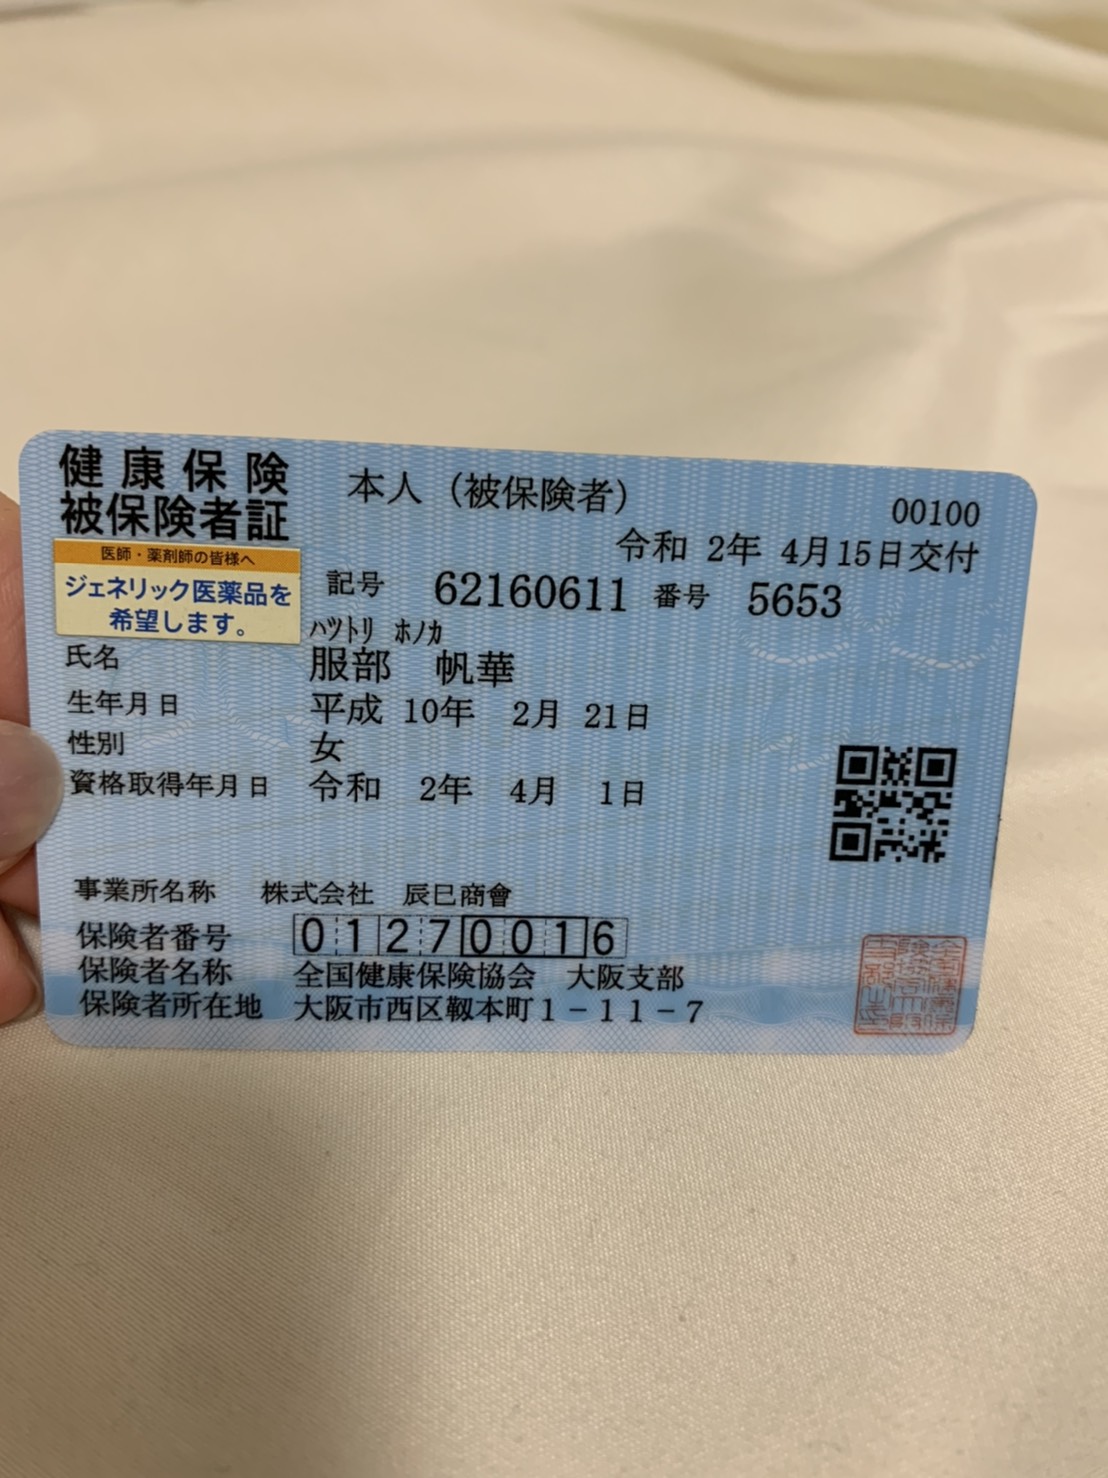 健康保険
被保険者証
本人（被保険者）
00100
令和 2年 4月15日交付
医師・薬剤師の皆様へ
ジェネリック医薬品を
希望します。
記号 62160611 番号 5653
ﾊﾂﾄﾘ ﾎﾉｶ
氏名 服部 帆華
生年月日 平成 10年 2月 21日
性別 女
資格取得年月日 令和 2年 4月 1日
事業所名称 株式会社 辰巳商會
保険者番号 01270016
保険者名称 全国健康保険協会 大阪支部
保険者所在地 大阪市西区靱本町１－１１－７